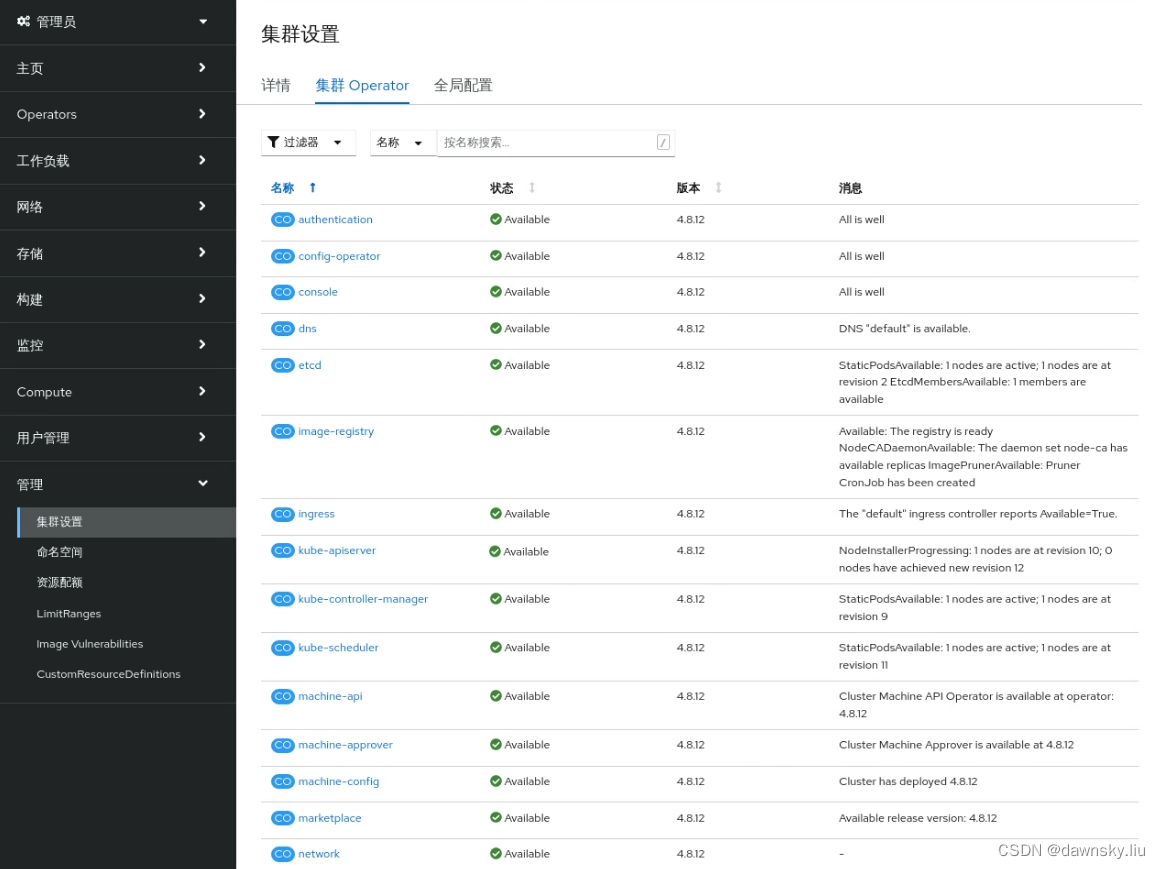 管理员
主页
Operators
工作负载
网络
存储
构建
监控
Compute
用户管理
管理
集群设置
命名空间
资源配额
LimitRanges
Image Vulnerabilities
CustomResourceDefinitions
集群设置
详情 集群 Operator 全局配置
过滤器 名称 按名称搜索... /
名称 状态 版本 消息
CO authentication Available 4.8.12 All is well
CO config-operator Available 4.8.12 All is well
CO console Available 4.8.12 All is well
CO dns Available 4.8.12 DNS "default" is available.
CO etcd Available 4.8.12 StaticPodsAvailable: 1 nodes are active; 1 nodes are at
revision 2 EtcdMembersAvailable: 1 members are
available
CO image-registry Available 4.8.12 Available: The registry is ready
NodeCADaemonAvailable: The daemon set node-ca has
available replicas ImagePrunerAvailable: Pruner
CronJob has been created
CO ingress Available 4.8.12 The "default" ingress controller reports Available=True.
CO kube-apiserver Available 4.8.12 NodeInstallerProgressing: 1 nodes are at revision 10; 0
nodes have achieved new revision 12
CO kube-controller-manager Available 4.8.12 StaticPodsAvailable: 1 nodes are active; 1 nodes are at
revision 9
CO kube-scheduler Available 4.8.12 StaticPodsAvailable: 1 nodes are active; 1 nodes are at
revision 11
CO machine-api Available 4.8.12 Cluster Machine API Operator is available at operator:
4.8.12
CO machine-approver Available 4.8.12 Cluster Machine Approver is available at 4.8.12
CO machine-config Available 4.8.12 Cluster has deployed 4.8.12
CO marketplace Available 4.8.12 Available release version: 4.8.12
CO network Available 4.8.12 -
CSDN @dawnsky.liu